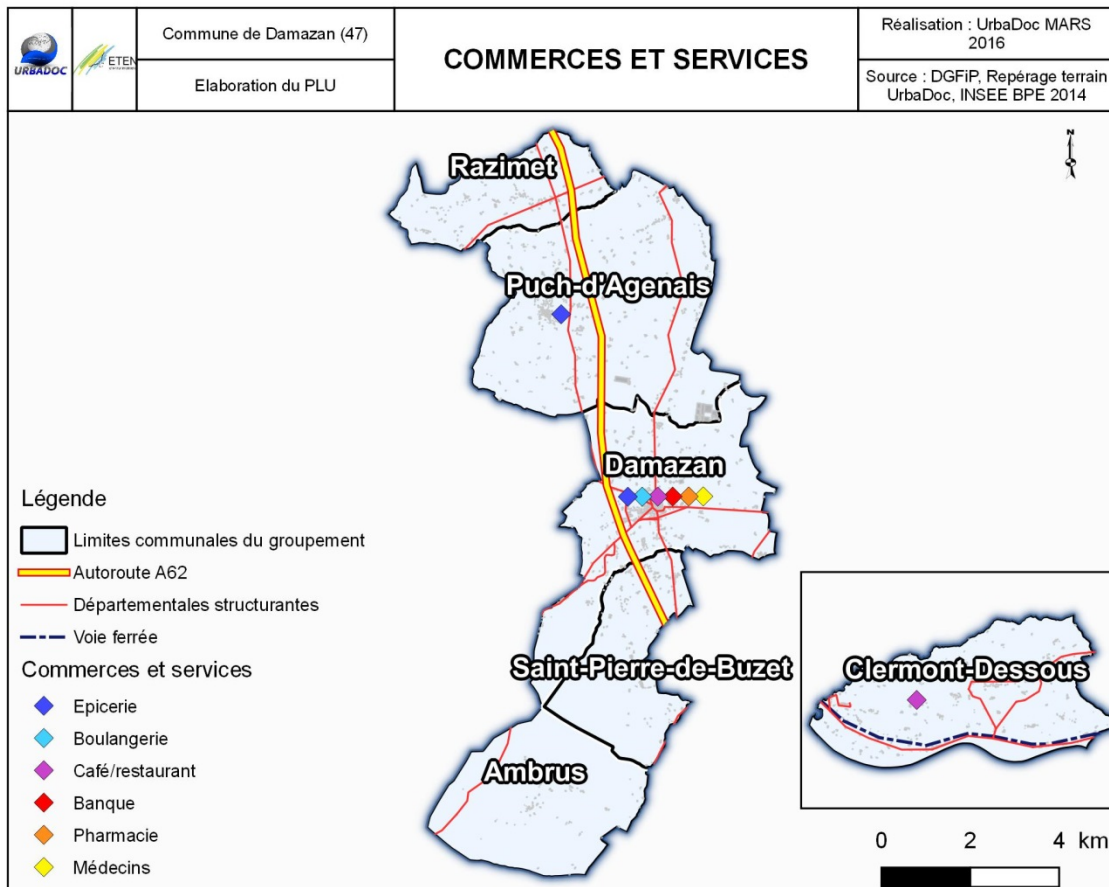 URBADOC
ETEN
Commune de Damazan (47)
Elaboration du PLU
COMMERCES ET SERVICES
Réalisation : UrbaDoc MARS
2016
Source : DGFiP, Repérage terrain
UrbaDoc, INSEE BPE 2014
N
Razimet
Puch-d'Agenais
Damazan
Saint-Pierre-de-Buzet
Ambrus
Clermont-Dessous
Légende
Limites communales du groupement
Autoroute A62
Départementales structurantes
Voie ferrée
Commerces et services
Epicerie
Boulangerie
Café/restaurant
Banque
Pharmacie
Médecins
0 2 4 km